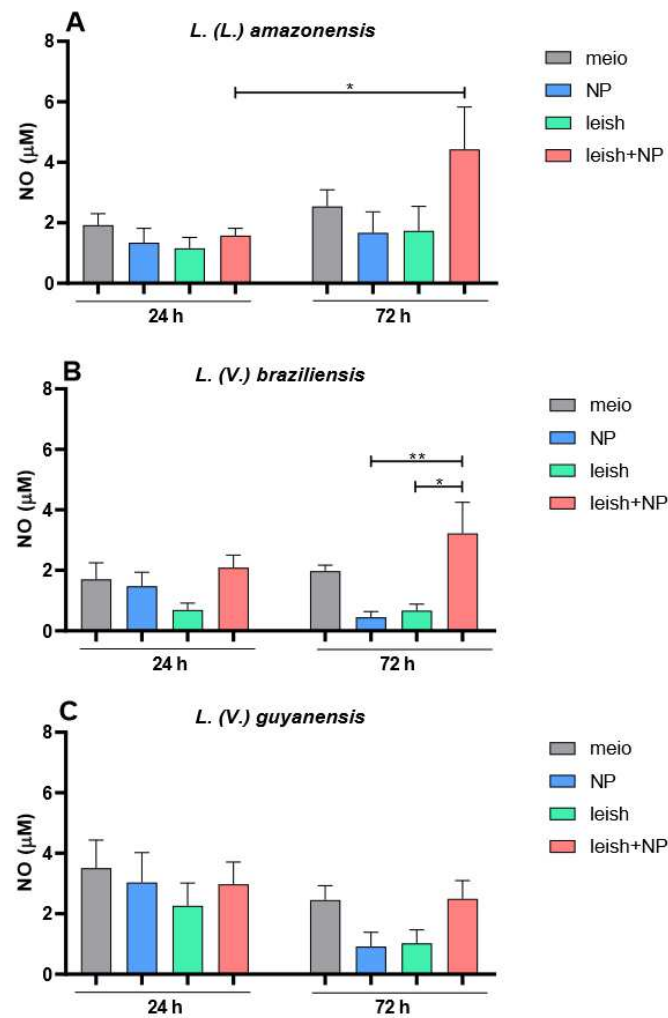 A
L. (L.) amazonensis
8
6
4
2
0
NO (µM)
*
24 h
72 h
meio
NP
leish
leish+NP
B
L. (V.) braziliensis
8
6
4
2
0
NO (µM)
**
*
24 h
72 h
meio
NP
leish
leish+NP
C
L. (V.) guyanensis
8
6
4
2
0
NO (µM)
24 h
72 h
meio
NP
leish
leish+NP